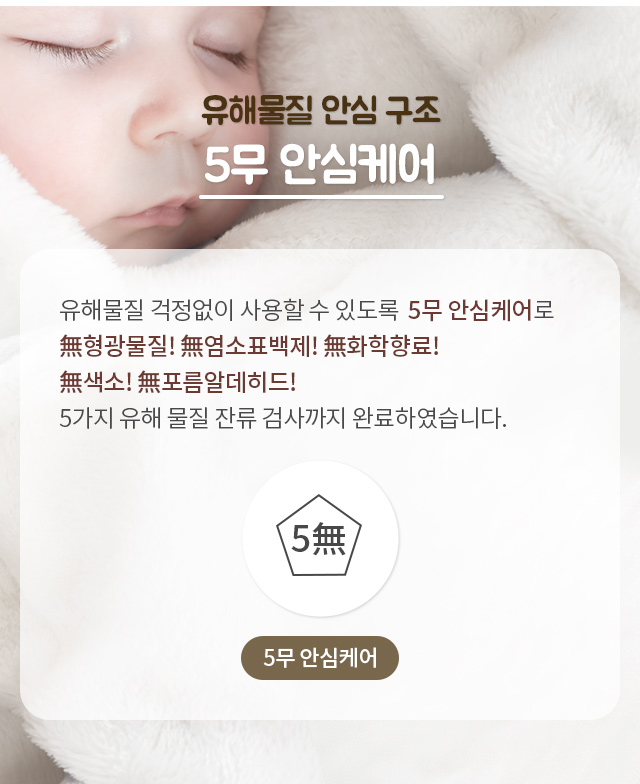 유해물질 안심 구조
5무 안심케어
유해물질 걱정없이 사용할 수 있도록 5무 안심케어로
無형광물질! 無염소표백제! 無화학향료!
無색소! 無포름알데히드!
5가지 유해 물질 잔류 검사까지 완료하였습니다.
5無
5무 안심케어